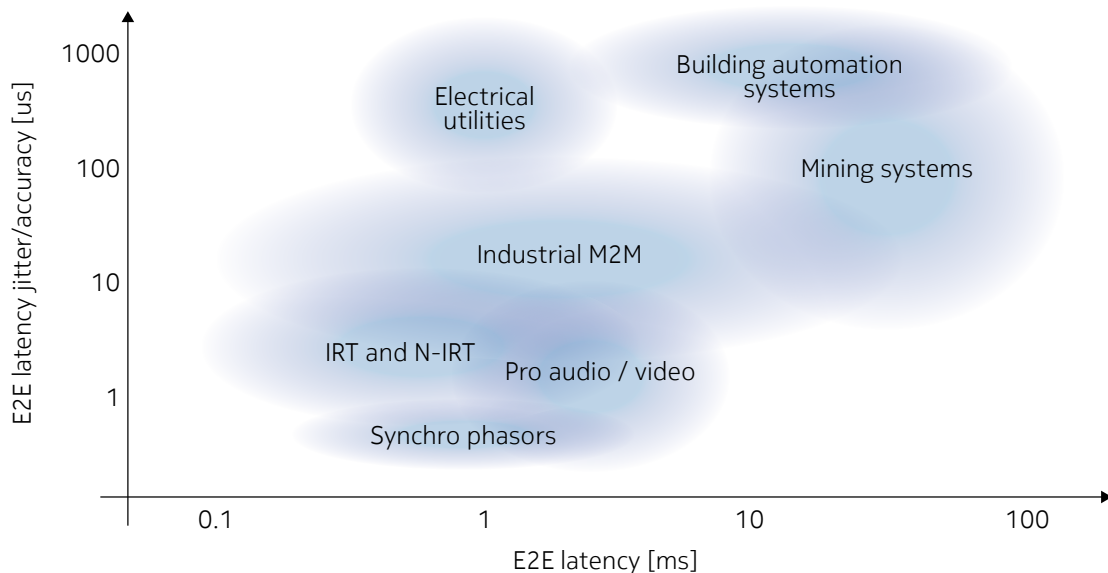 E2E latency jitter/accuracy [us]
1000
100
10
1
Electrical
utilities
Building automation
systems
Mining systems
Industrial M2M
IRT and N-IRT
Pro audio / video
Synchro phasors
0.1
1
10
100
E2E latency [ms]